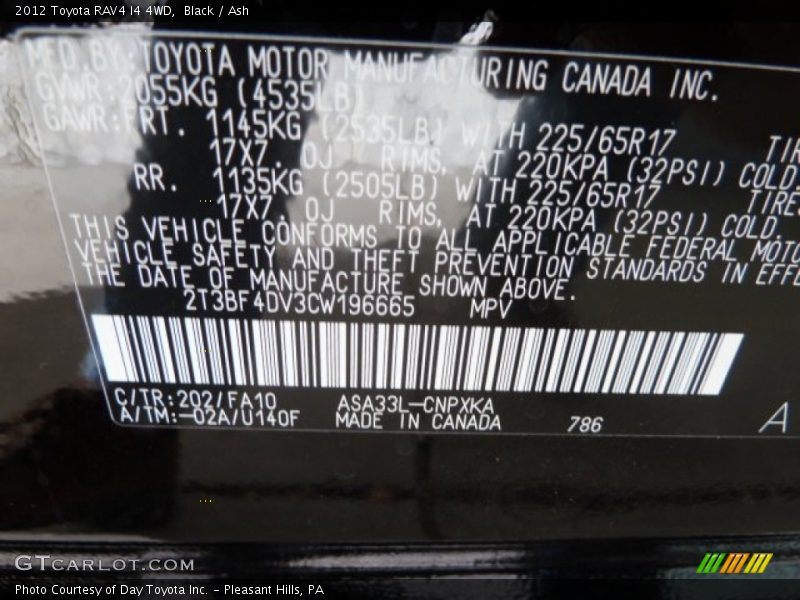 2012 Toyota RAV4 I4 4WD, Black / Ash
MFD. BY TOYOTA MOTOR MANUFACTURING CANADA INC.
GVWR: 2055KG (4535LB)
GAWR: FRT. 1145KG (2535LB) WITH 225/65R17 TIR
17X7. 0J RIMS, AT 220KPA (32PSI) COLD.
RR. 1135KG (2505LB) WITH 225/65R17 TIRES
17X7. 0J RIMS, AT 220KPA (32PSI) COLD.
THIS VEHICLE CONFORMS TO ALL APPLICABLE FEDERAL MOTO
VEHICLE SAFETY AND THEFT PREVENTION STANDARDS IN EFFE
THE DATE OF MANUFACTURE SHOWN ABOVE.
2T3BF4DV3CW196665 MPV
C/TR:202/FA10 ASA33L-CNPXKA
A/TM:-02A/U140F MADE IN CANADA 786 A
GTCARLOT.COM
Photo Courtesy of Day Toyota Inc. - Pleasant Hills, PA